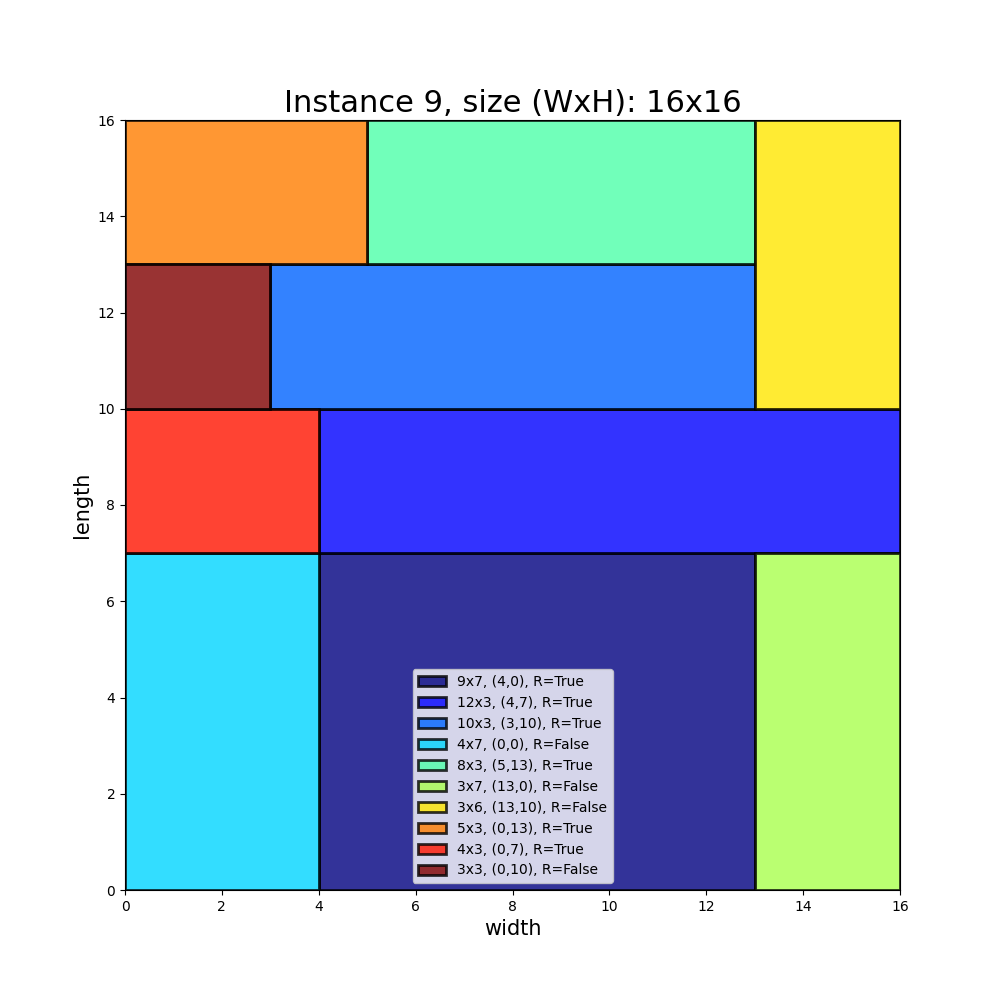 Instance 9, size (WxH): 16x16
16
14
12
10
8
6
4
2
0
length
9x7, (4,0), R=True
12x3, (4,7), R=True
10x3, (3,10), R=True
4x7, (0,0), R=False
8x3, (5,13), R=True
3x7, (13,0), R=False
3x6, (13,10), R=False
5x3, (0,13), R=True
4x3, (0,7), R=True
3x3, (0,10), R=False
0 2 4 6 8 10 12 14 16
width